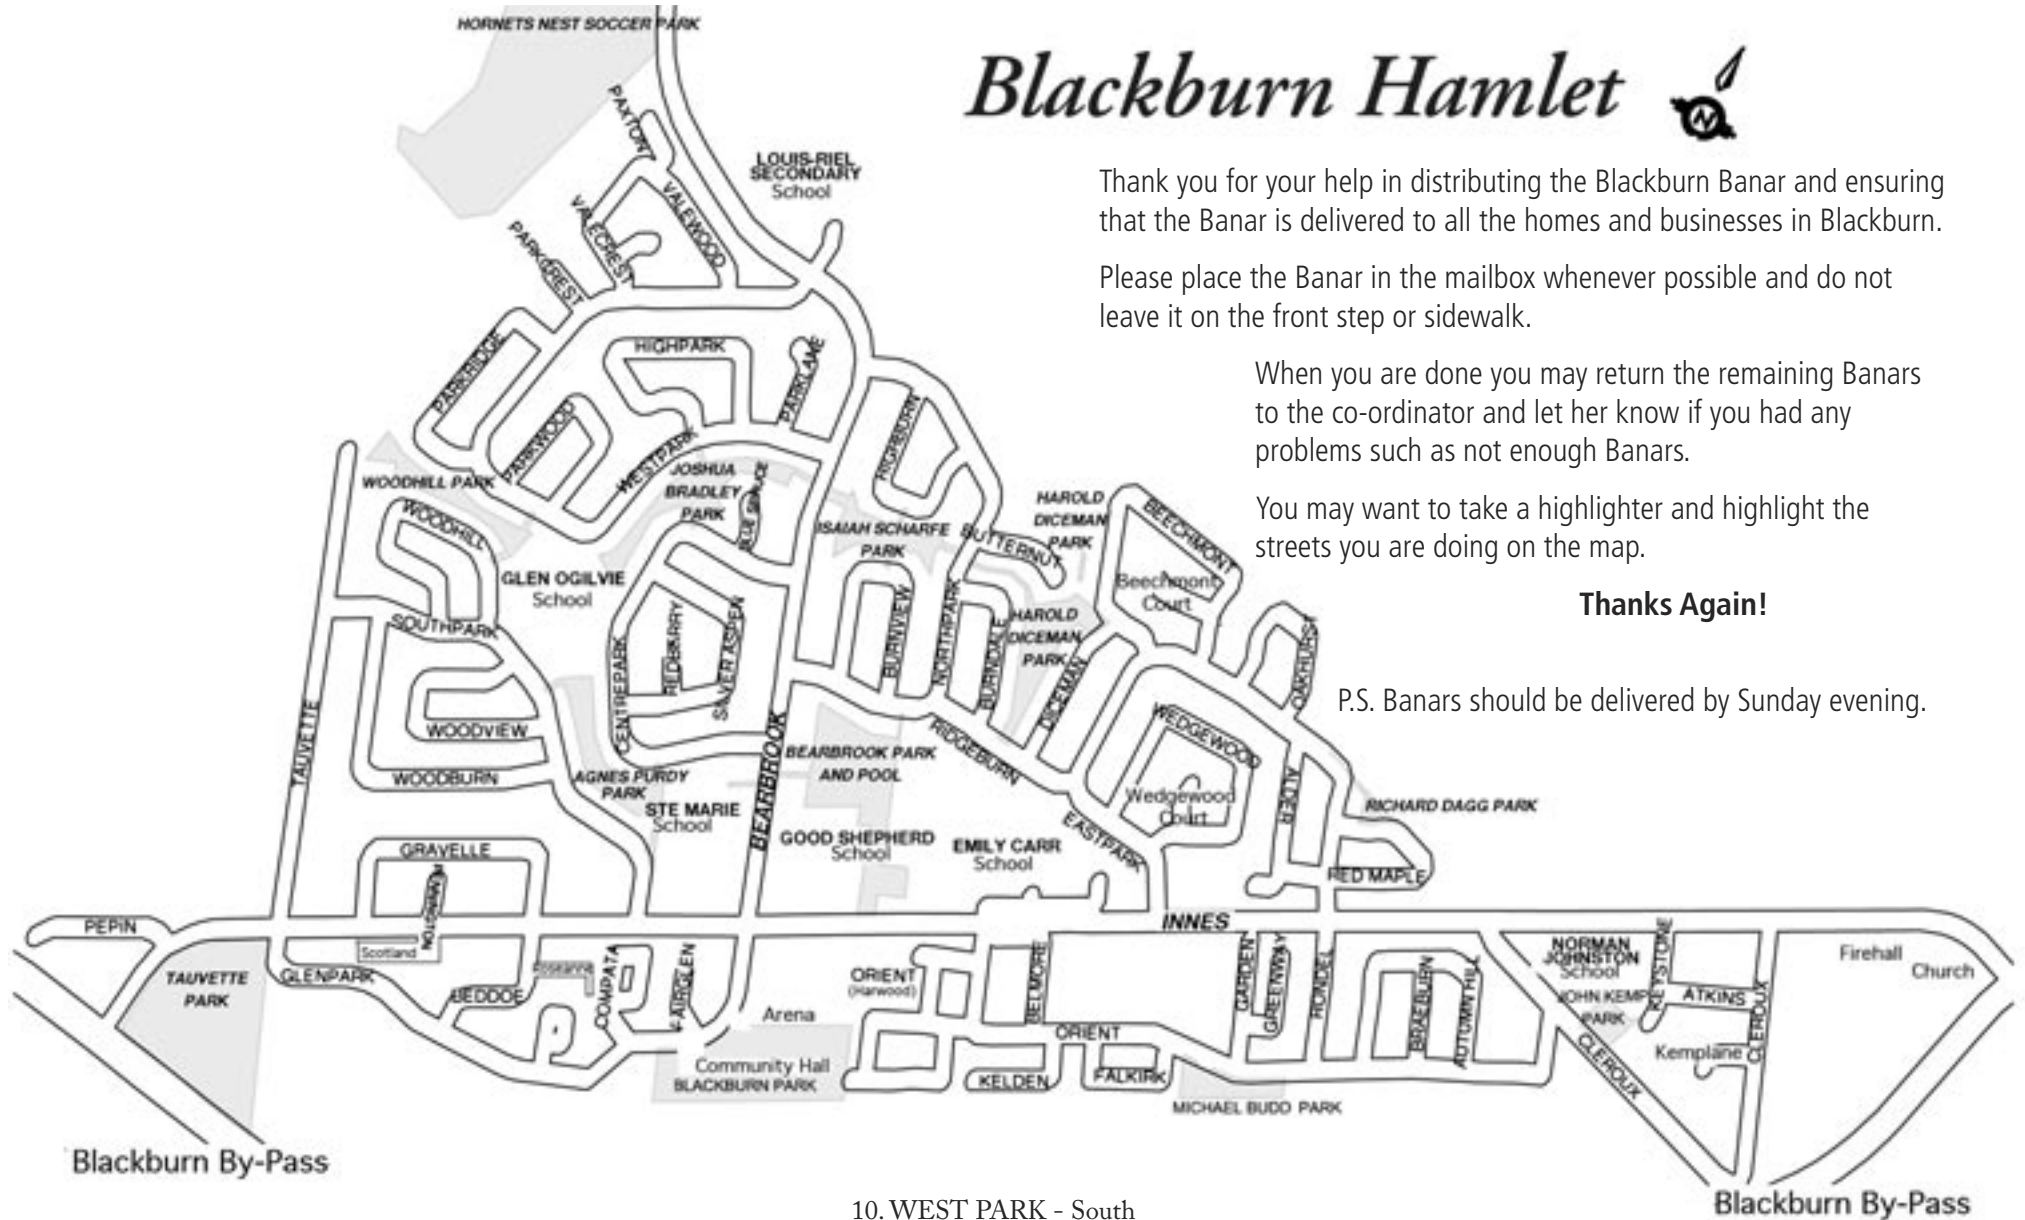 HORNETS NEST SOCCER PARK
Blackburn Hamlet
N
PAXTON
LOUIS-RIEL
SECONDARY
School
VALEWOOD
VALECREST
PARKCREST
Thank you for your help in distributing the Blackburn Banar and ensuring
that the Banar is delivered to all the homes and businesses in Blackburn.
Please place the Banar in the mailbox whenever possible and do not
leave it on the front step or sidewalk.
When you are done you may return the remaining Banars
to the co-ordinator and let her know if you had any
problems such as not enough Banars.
You may want to take a highlighter and highlight the
streets you are doing on the map.
Thanks Again!
P.S. Banars should be delivered by Sunday evening.
PARKRIDGE
HIGHPARK
PARKLANE
PARKWOOD
WESTPARK
HIGHBURN
WOODHILL PARK
JOSHUA
BRADLEY
PARK
BLUE SPRUCE
WOODHILL
ISAIAH SCHARFE
PARK
BUTTERNUT
HAROLD
DICEMAN
PARK
BEECHMONT
Beechmont
Court
GLEN OGILVIE
School
SOUTHPARK
CENTREPARK
REDBARRY
SILVER ASPEN
BURNVIEW
NORTHPARK
BURNDALE
HAROLD
DICEMAN
PARK
DICEMAN
OAKHURST
TAUVETTE
WOODVIEW
WOODBURN
BEARBROOK
RIDGEBURN
WEDGEWOOD
Wedgewood
Court
ALDER
AGNES PURDY
PARK
BEARBROOK PARK
AND POOL
STE MARIE
School
GOOD SHEPHERD
School
EMILY CARR
School
EASTPARK
RICHARD DAGG PARK
RED MAPLE
GRAVELLE
PENNINGTON
PEPIN
INNES
Scotland
TAUVETTE
PARK
GLENPARK
BEDDOE
Roseanne
COMPATA
FAIRGLEN
ORIENT
(Harwood)
Arena
BELMORE
ORIENT
GARDEN
GREENWAY
RONDEL
BRAEBURN
AUTUMN HILL
NORMAN
JOHNSTON
School
KEYSTONE
JOHN KEMP
PARK
ATKINS
CLEROUX
Kemplane
CLEROUX
Firehall
Church
Community Hall
BLACKBURN PARK
KELDEN
FALKIRK
MICHAEL BUDD PARK
Blackburn By-Pass
Blackburn By-Pass
10. WEST PARK - South